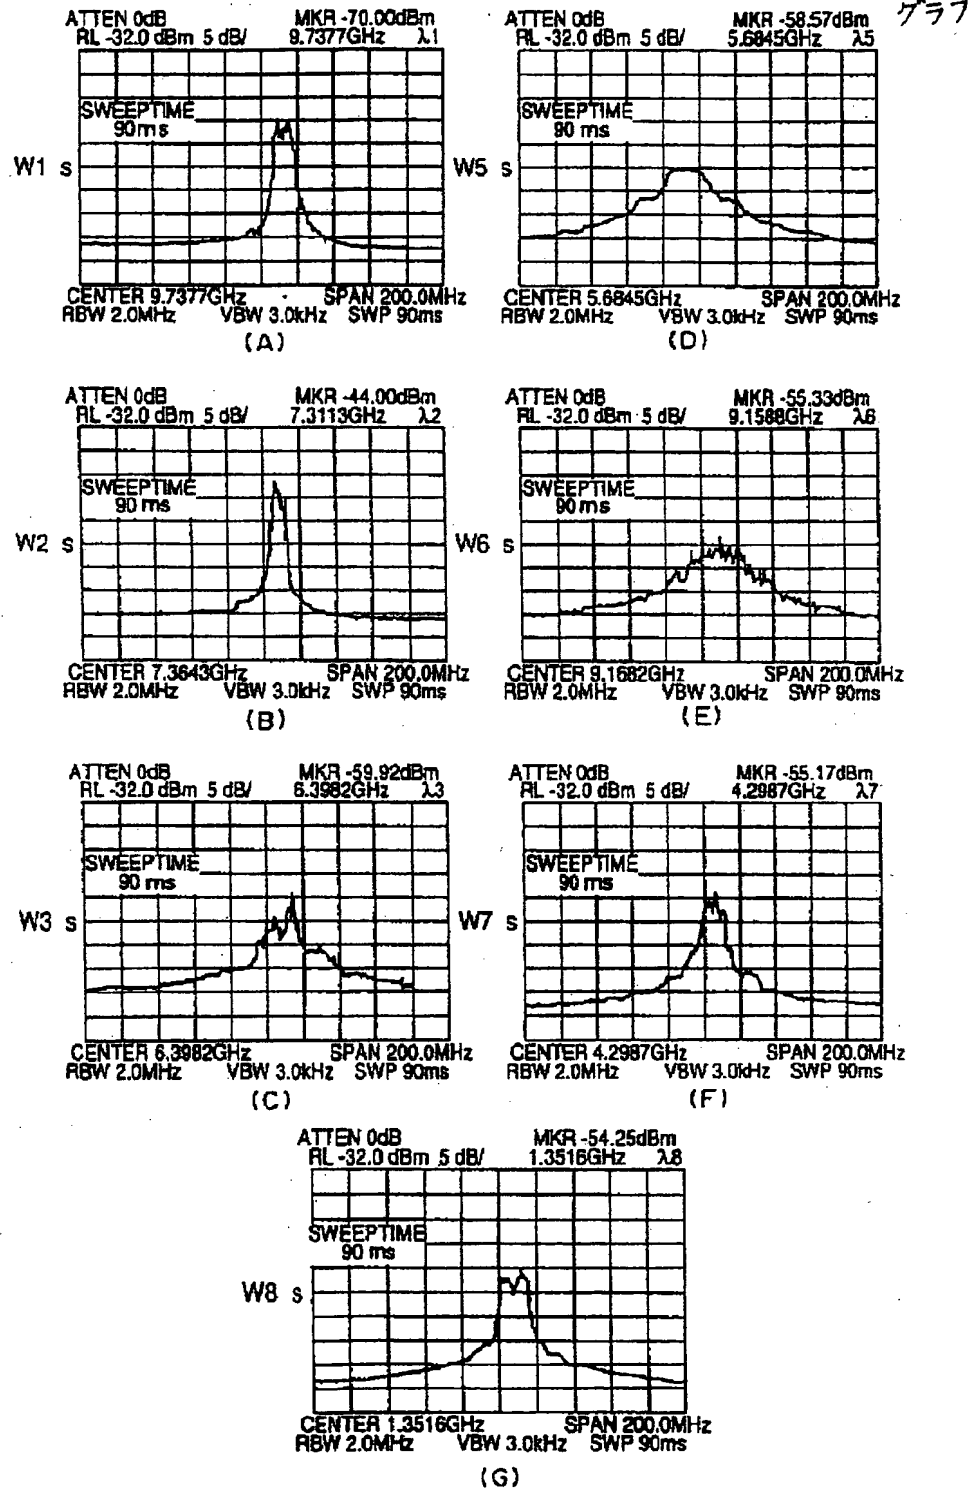 グラフ
ATTEN 0dB MKR -70.00dBm
RL -32.0 dBm 5 dB/ 9.7377GHz λ1
SWEEPTIME
90 ms
W1 S
CENTER 9.7377GHz SPAN 200.0MHz
RBW 2.0MHz VBW 3.0kHz SWP 90ms
(A)
ATTEN 0dB MKR -44.00dBm
RL -32.0 dBm 5 dB/ 7.3113GHz λ2
SWEEPTIME
90 ms
W2 S
CENTER 7.3643GHz SPAN 200.0MHz
RBW 2.0MHz VBW 3.0kHz SWP 90ms
(B)
ATTEN 0dB MKR -59.92dBm
RL -32.0 dBm 5 dB/ 6.3982GHz λ3
SWEEPTIME
90 ms
W3 S
CENTER 6.3982GHz SPAN 200.0MHz
RBW 2.0MHz VBW 3.0kHz SWP 90ms
(C)
ATTEN 0dB MKR -58.57dBm
RL -32.0 dBm 5 dB/ 5.6845GHz λ5
SWEEPTIME
90 ms
W5 S
CENTER 5.6845GHz SPAN 200.0MHz
RBW 2.0MHz VBW 3.0kHz SWP 90ms
(D)
ATTEN 0dB MKR -55.33dBm
RL -32.0 dBm 5 dB/ 9.1588GHz λ6
SWEEPTIME
90 ms
W6 S
CENTER 9.1682GHz SPAN 200.0MHz
RBW 2.0MHz VBW 3.0kHz SWP 90ms
(E)
ATTEN 0dB MKR -55.17dBm
RL -32.0 dBm 5 dB/ 4.2987GHz λ7
SWEEPTIME
90 ms
W7 S
CENTER 4.2987GHz SPAN 200.0MHz
RBW 2.0MHz VBW 3.0kHz SWP 90ms
(F)
ATTEN 0dB MKR -54.25dBm
RL -32.0 dBm 5 dB/ 1.3516GHz λ8
SWEEPTIME
90 ms
W8 S
CENTER 1.3516GHz SPAN 200.0MHz
RBW 2.0MHz VBW 3.0kHz SWP 90ms
(G)